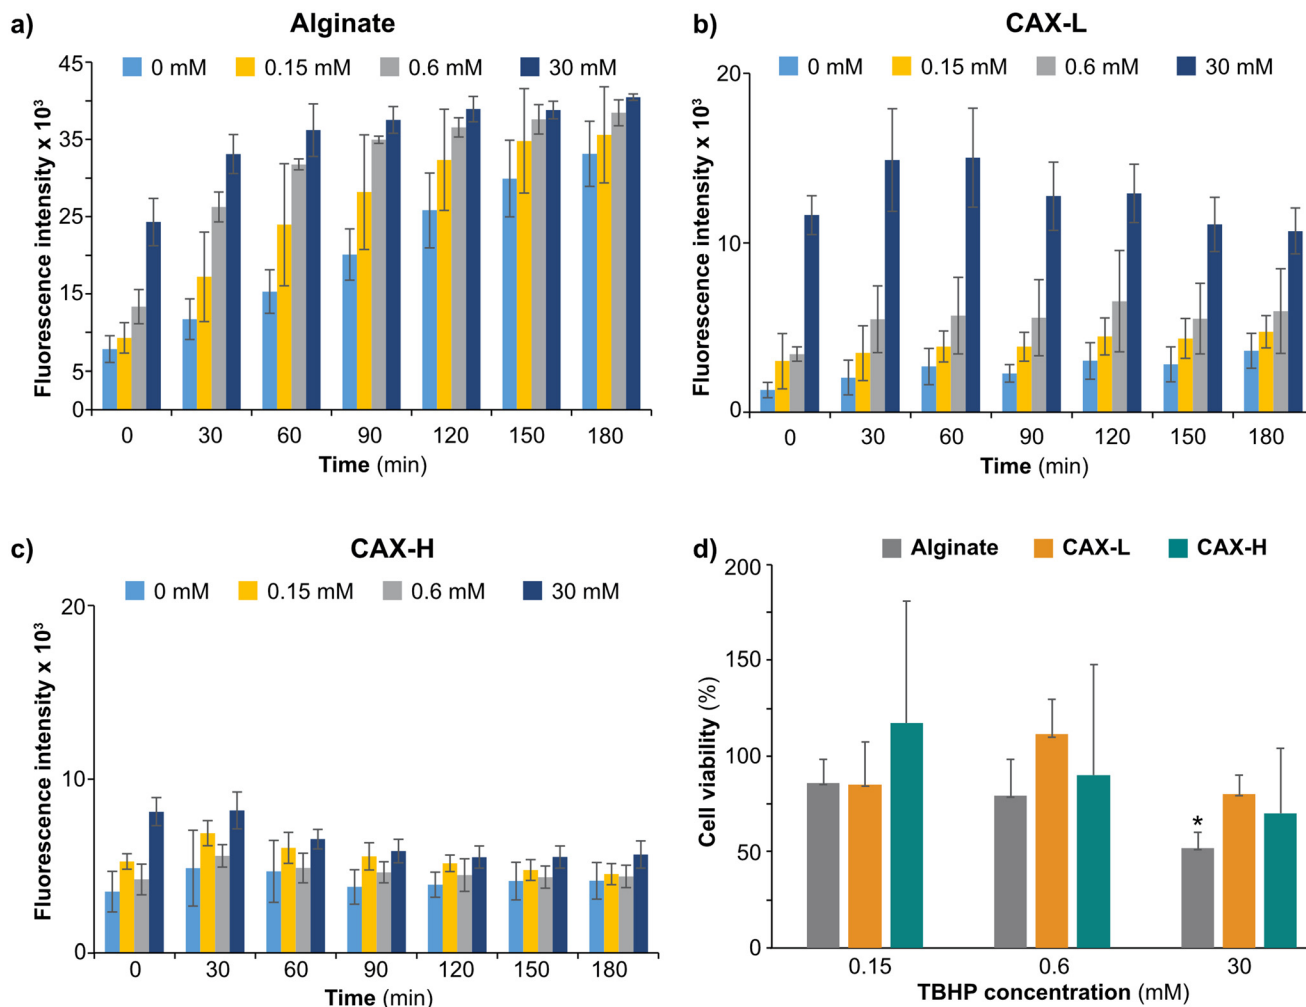 a)
Alginate
0 mM 0.15 mM 0.6 mM 30 mM
Fluorescence intensity x 10³
45
35
25
15
5
0
0 30 60 90 120 150 180
Time (min)
b)
CAX-L
0 mM 0.15 mM 0.6 mM 30 mM
Fluorescence intensity x 10³
20
10
0
0 30 60 90 120 150 180
Time (min)
c)
CAX-H
0 mM 0.15 mM 0.6 mM 30 mM
Fluorescence intensity x 10³
20
10
0
0 30 60 90 120 150 180
Time (min)
d)
Alginate CAX-L CAX-H
Cell viability (%)
200
150
100
50
0
*
0.15 0.6 30
TBHP concentration (mM)